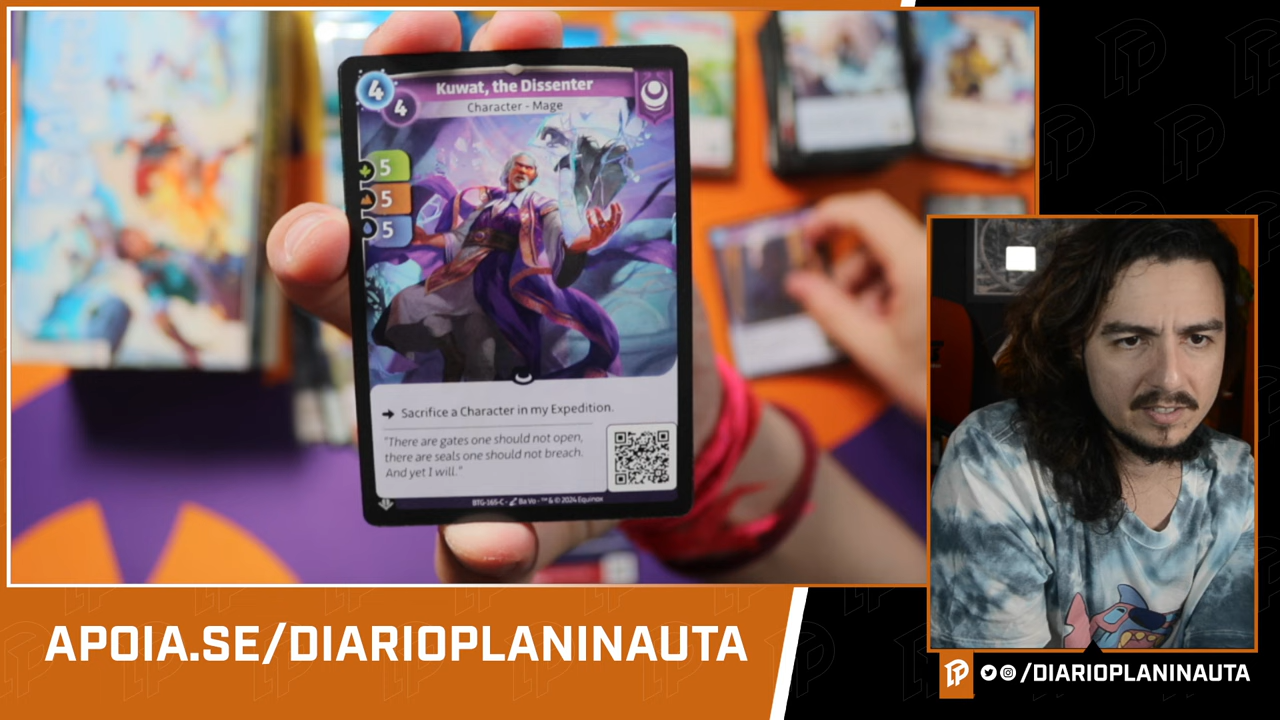 4
4
Kuwat, the Dissenter
Character - Mage
5
5
5
Sacrifice a Character in my Expedition.
"There are gates one should not open,
there are seals one should not breach.
And yet I will."
BTG-165-C - Ba Vo - ™ & © 2024 Equinox
APOIA.SE/DIARIOPLANINAUTA
/DIARIOPLANINAUTA